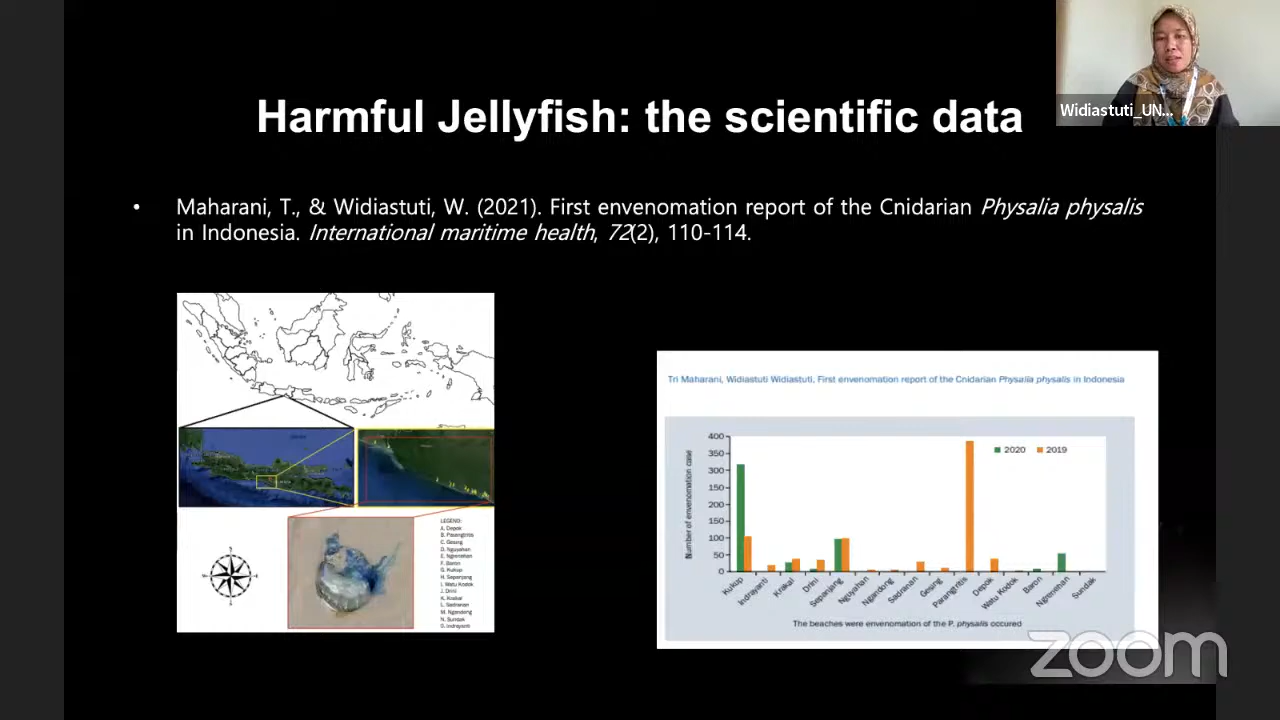 Harmful Jellyfish: the scientific data
Widiastuti_UN...
• Maharani, T., & Widiastuti, W. (2021). First envenomation report of the Cnidarian Physalia physalis
in Indonesia. International maritime health, 72(2), 110-114.
LEGEND:
A. Depok
B. Parangtritis
C. Gesing
D. Nguyahan
E. Ngrenehan
F. Baron
G. Kukup
H. Sepanjang
I. Watu Kodok
J. Drini
K. Krakal
L. Sadranan
M. Ngandong
N. Sundak
O. Indrayanti
Tri Maharani, Widiastuti Widiastuti, First envenomation report of the Cnidarian Physalia physalis in Indonesia
Number of envenomation case
400
350
300
150
200
150
100
50
0
2020
2019
Kukup
Indrayanti
Krakal
Drini
Sepanjang
Nguyahan
Ngandong
Sadranan
Gesing
Parangtritis
Depok
Watu Kodok
Baron
Ngrenehan
Sundak
The beaches were envenomation of the P. physalis occured
zoom